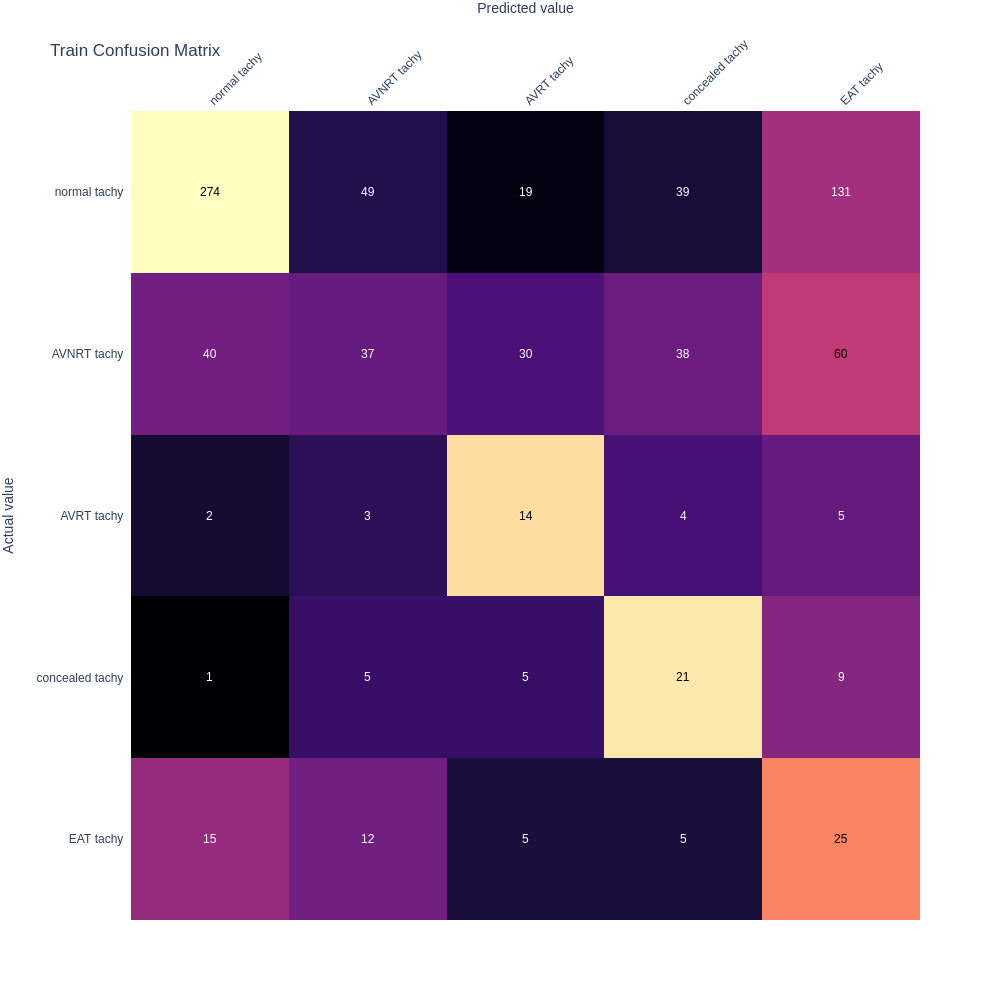 Predicted value
Train Confusion Matrix
normal tachy AVNRT tachy AVRT tachy concealed tachy EAT tachy
normal tachy 274 49 19 39 131
AVNRT tachy 40 37 30 38 60
AVRT tachy 2 3 14 4 5
Actual value
concealed tachy 1 5 5 21 9
EAT tachy 15 12 5 5 25